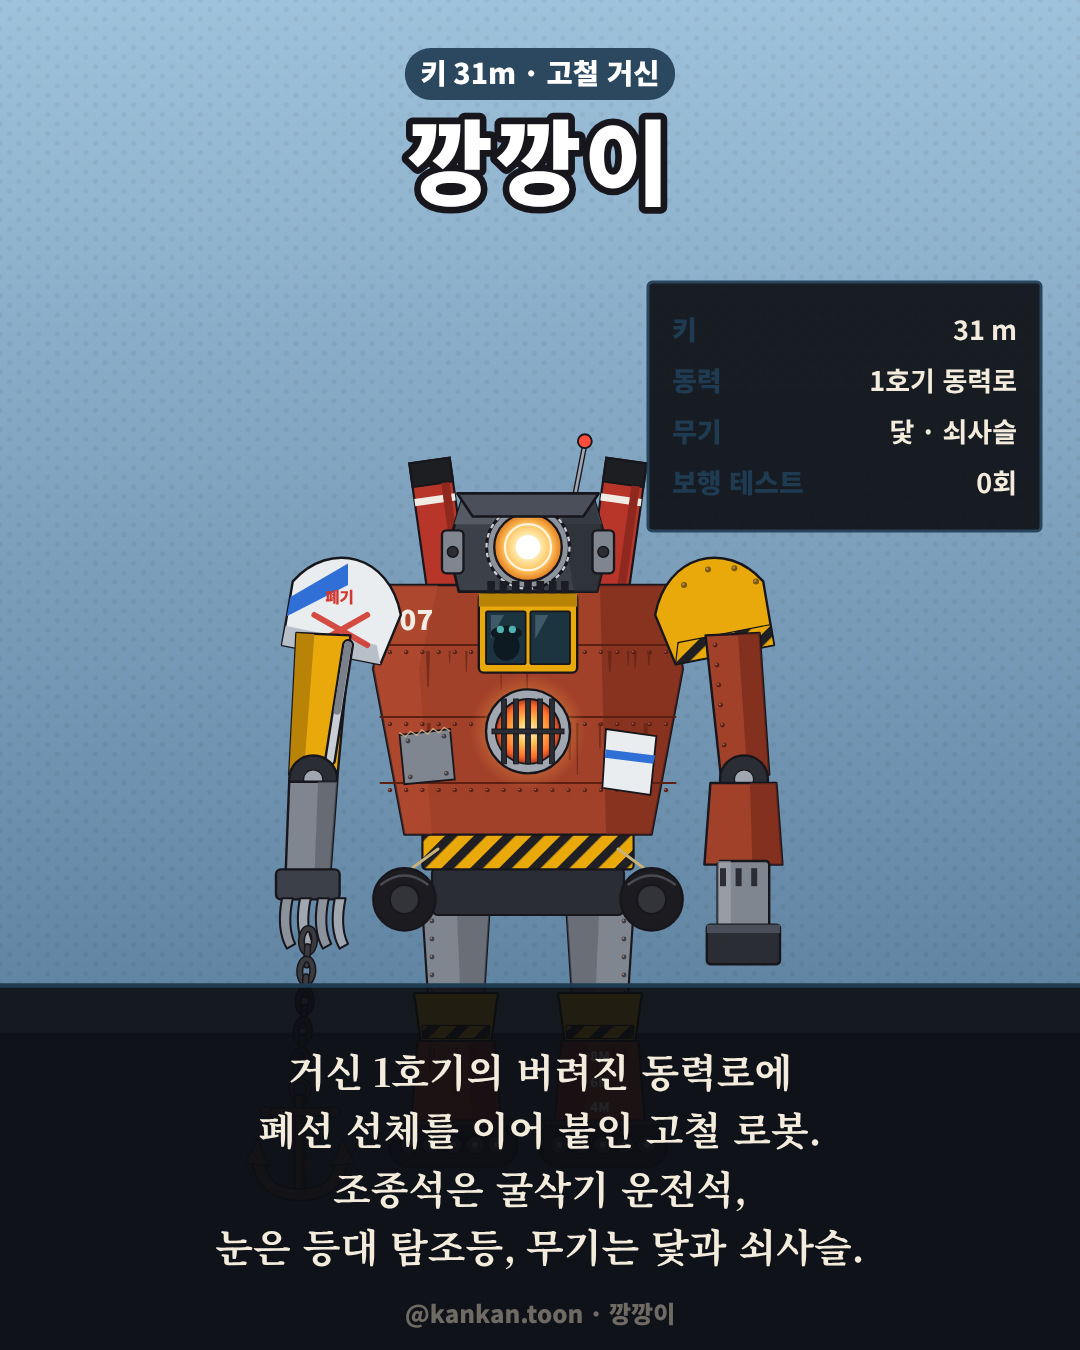 키 31m · 고철 거신
깡깡이
키 31 m
동력 1호기 동력로
무기 닻 · 쇠사슬
보행 테스트 0회
폐기
07
4M
거신 1호기의 버려진 동력로에
폐선 선체를 이어 붙인 고철 로봇.
조종석은 굴삭기 운전석,
눈은 등대 탐조등, 무기는 닻과 쇠사슬.
@kankan.toon · 깡깡이